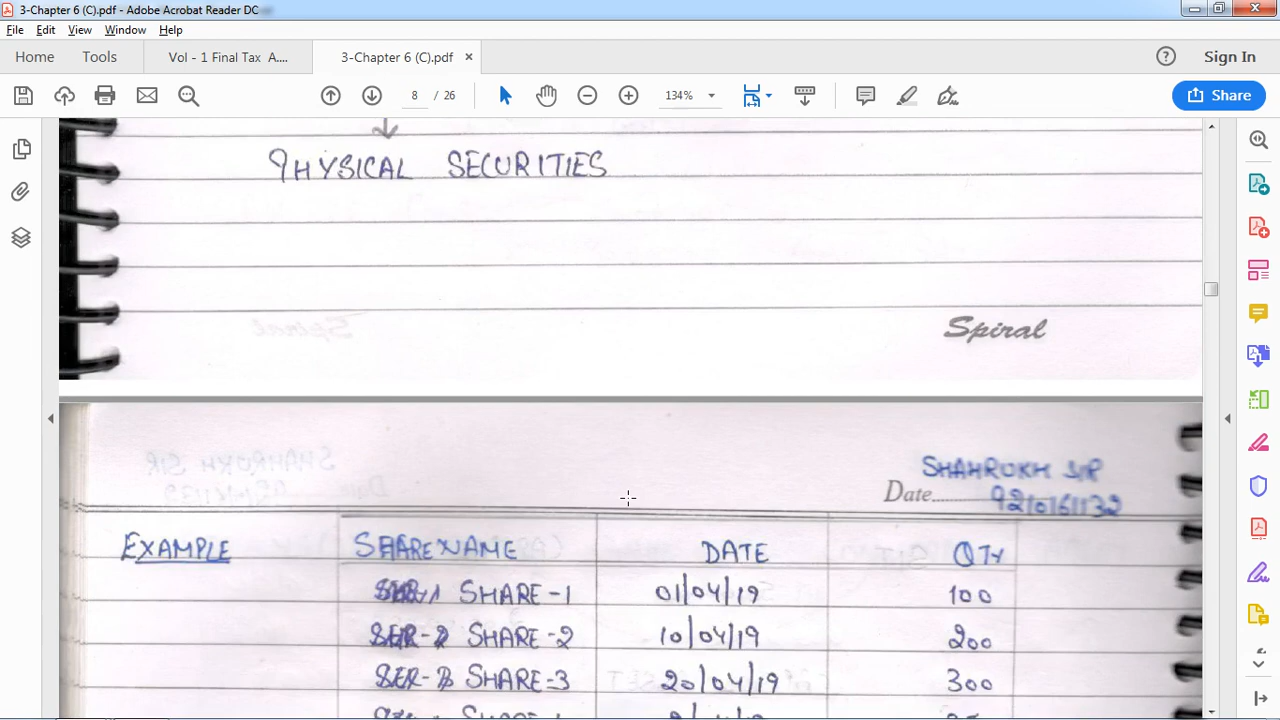 3-Chapter 6 (C).pdf - Adobe Acrobat Reader DC
File Edit View Window Help
Home Tools Vol - 1 Final Tax A.... 3-Chapter 6 (C).pdf × Sign In
8 / 26 134% Share
PHYSICAL SECURITIES
Spiral
SHAHRUKH SIR
Date 9210161132
EXAMPLE SHARE NAME DATE QTY
SHARE-1 01/04/19 100
SHARE-2 10/04/19 200
SHARE-3 20/04/19 300